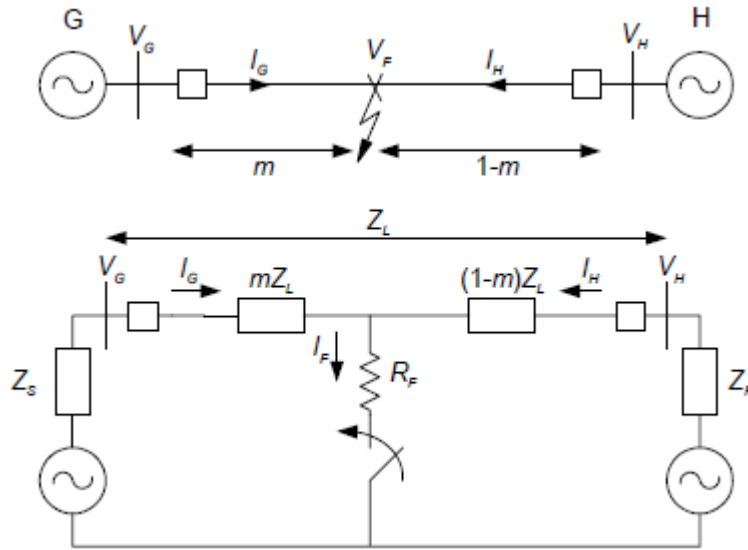 G
H
V_G
I_G
V_F
I_H
V_H
m
1-m
Z_L
V_G
I_G
mZ_L
(1-m)Z_L
I_H
V_H
Z_S
I_F
R_F